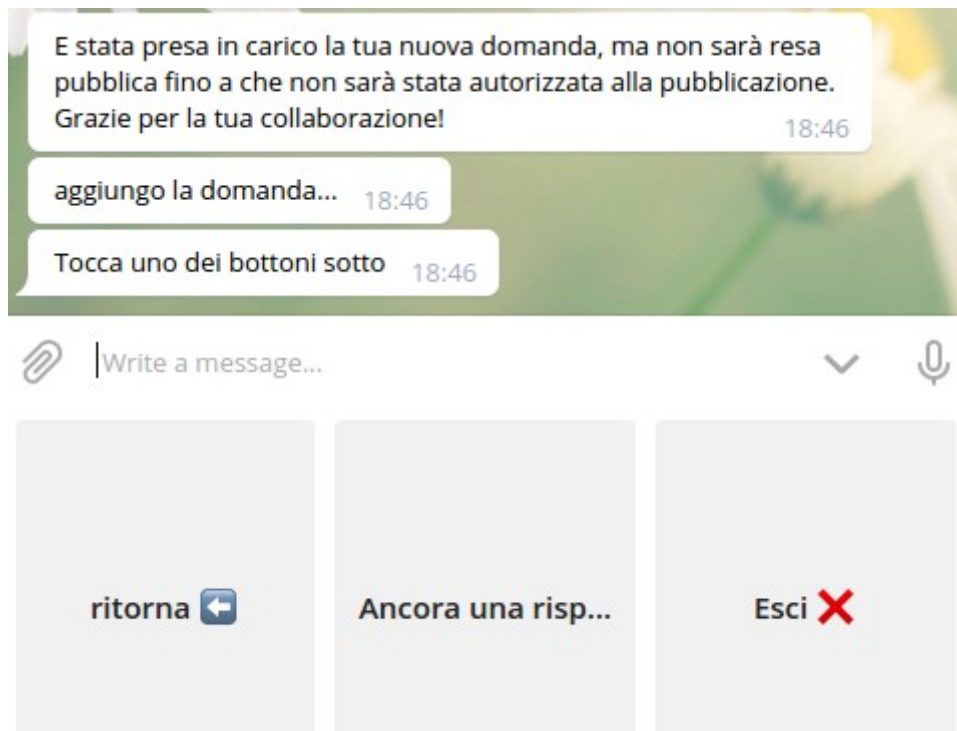 E stata presa in carico la tua nuova domanda, ma non sarà resa
pubblica fino a che non sarà stata autorizzata alla pubblicazione.
Grazie per la tua collaborazione!
18:46
aggiungo la domanda... 18:46
Tocca uno dei bottoni sotto 18:46
Write a message...
ritorna ⬅️ Ancora una risp... Esci ❌